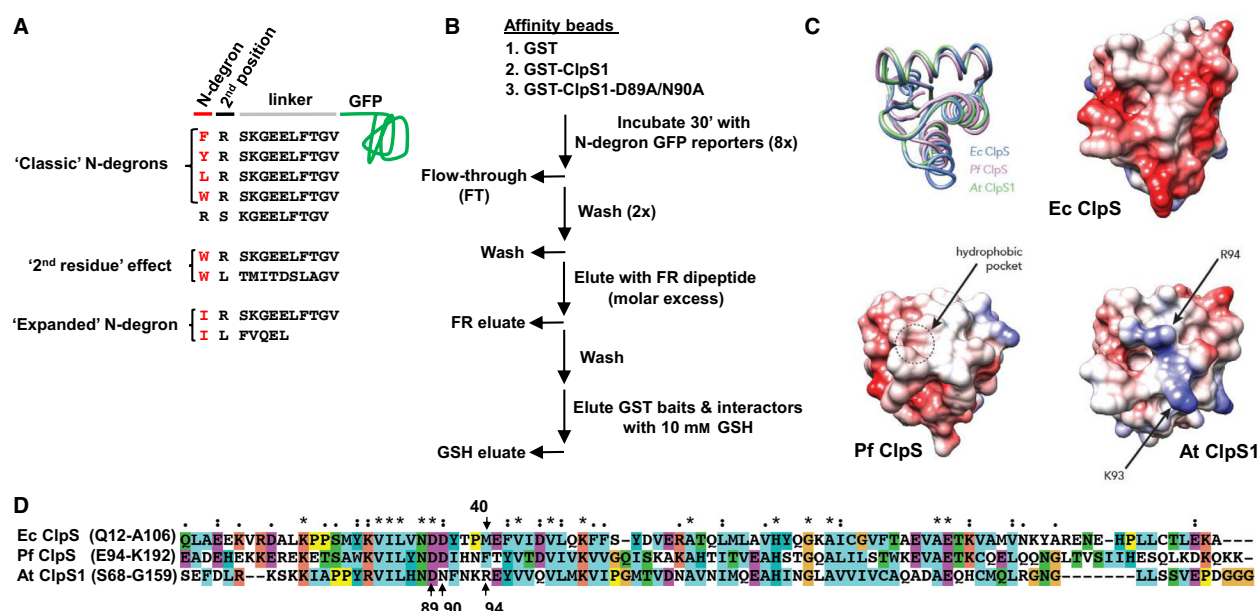 A
N-degron
2nd position
linker
GFP
'Classic' N-degrons
F R SKGEELFTGV
Y R SKGEELFTGV
L R SKGEELFTGV
W R SKGEELFTGV
R S KGEELFTGV
'2nd residue' effect
W R SKGEELFTGV
W L TMITDSLAGV
'Expanded' N-degron
I R SKGEELFTGV
I L FVQEL
B
Affinity beads
1. GST
2. GST-ClpS1
3. GST-ClpS1-D89A/N90A
Incubate 30' with
N-degron GFP reporters (8x)
Flow-through
(FT)
Wash (2x)
Wash
Elute with FR dipeptide
(molar excess)
FR eluate
Wash
Elute GST baits & interactors
with 10 mM GSH
GSH eluate
C
Ec ClpS
Pf ClpS
At ClpS1
Ec ClpS
hydrophobic
pocket
Pf ClpS
R94
At ClpS1
K93
D
40
Ec ClpS (Q12-A106) QLAEEKVRDALKPPSMYKVILVNDDYTPMEFVIDVLQKFFS-YDVERATQLMLAVHYQGKAICGVFTAEVAETKVAMVNKYARENE-HPLLCTLEKA----
Pf ClpS (E94-K192) EADEHEKKEREKETSAWKVILYNDDIHNFTYVTDVIVKVVGQISKAKAHTITVEAHSTGQALILSTWKEVAETKCQELQQNGLTVSIIHESQLKDKQKK--
At ClpS1 (S68-G159) SEFDLR--KSKKIAPPYRVILHNDNFNKREYVVQVLMKVIPGMTVDNAVNIMQEAHINGLAVVIVCAQADAEQHCMQLRGNG-------LLSSVEPDGGG
89 90 94